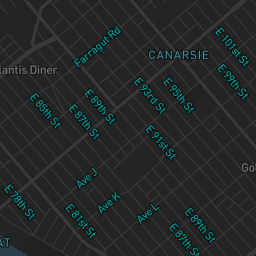 Farragut Rd
CANARSIE
E 101st St
lantis Diner
E 93rd St
E 95th St
E 99th St
E 85th St
E 89th St
E 87th St
E 91st St
Go
Ave J
E 78th St
Ave K
Ave L
E 81st St
E 89th St
E 87th St
AT